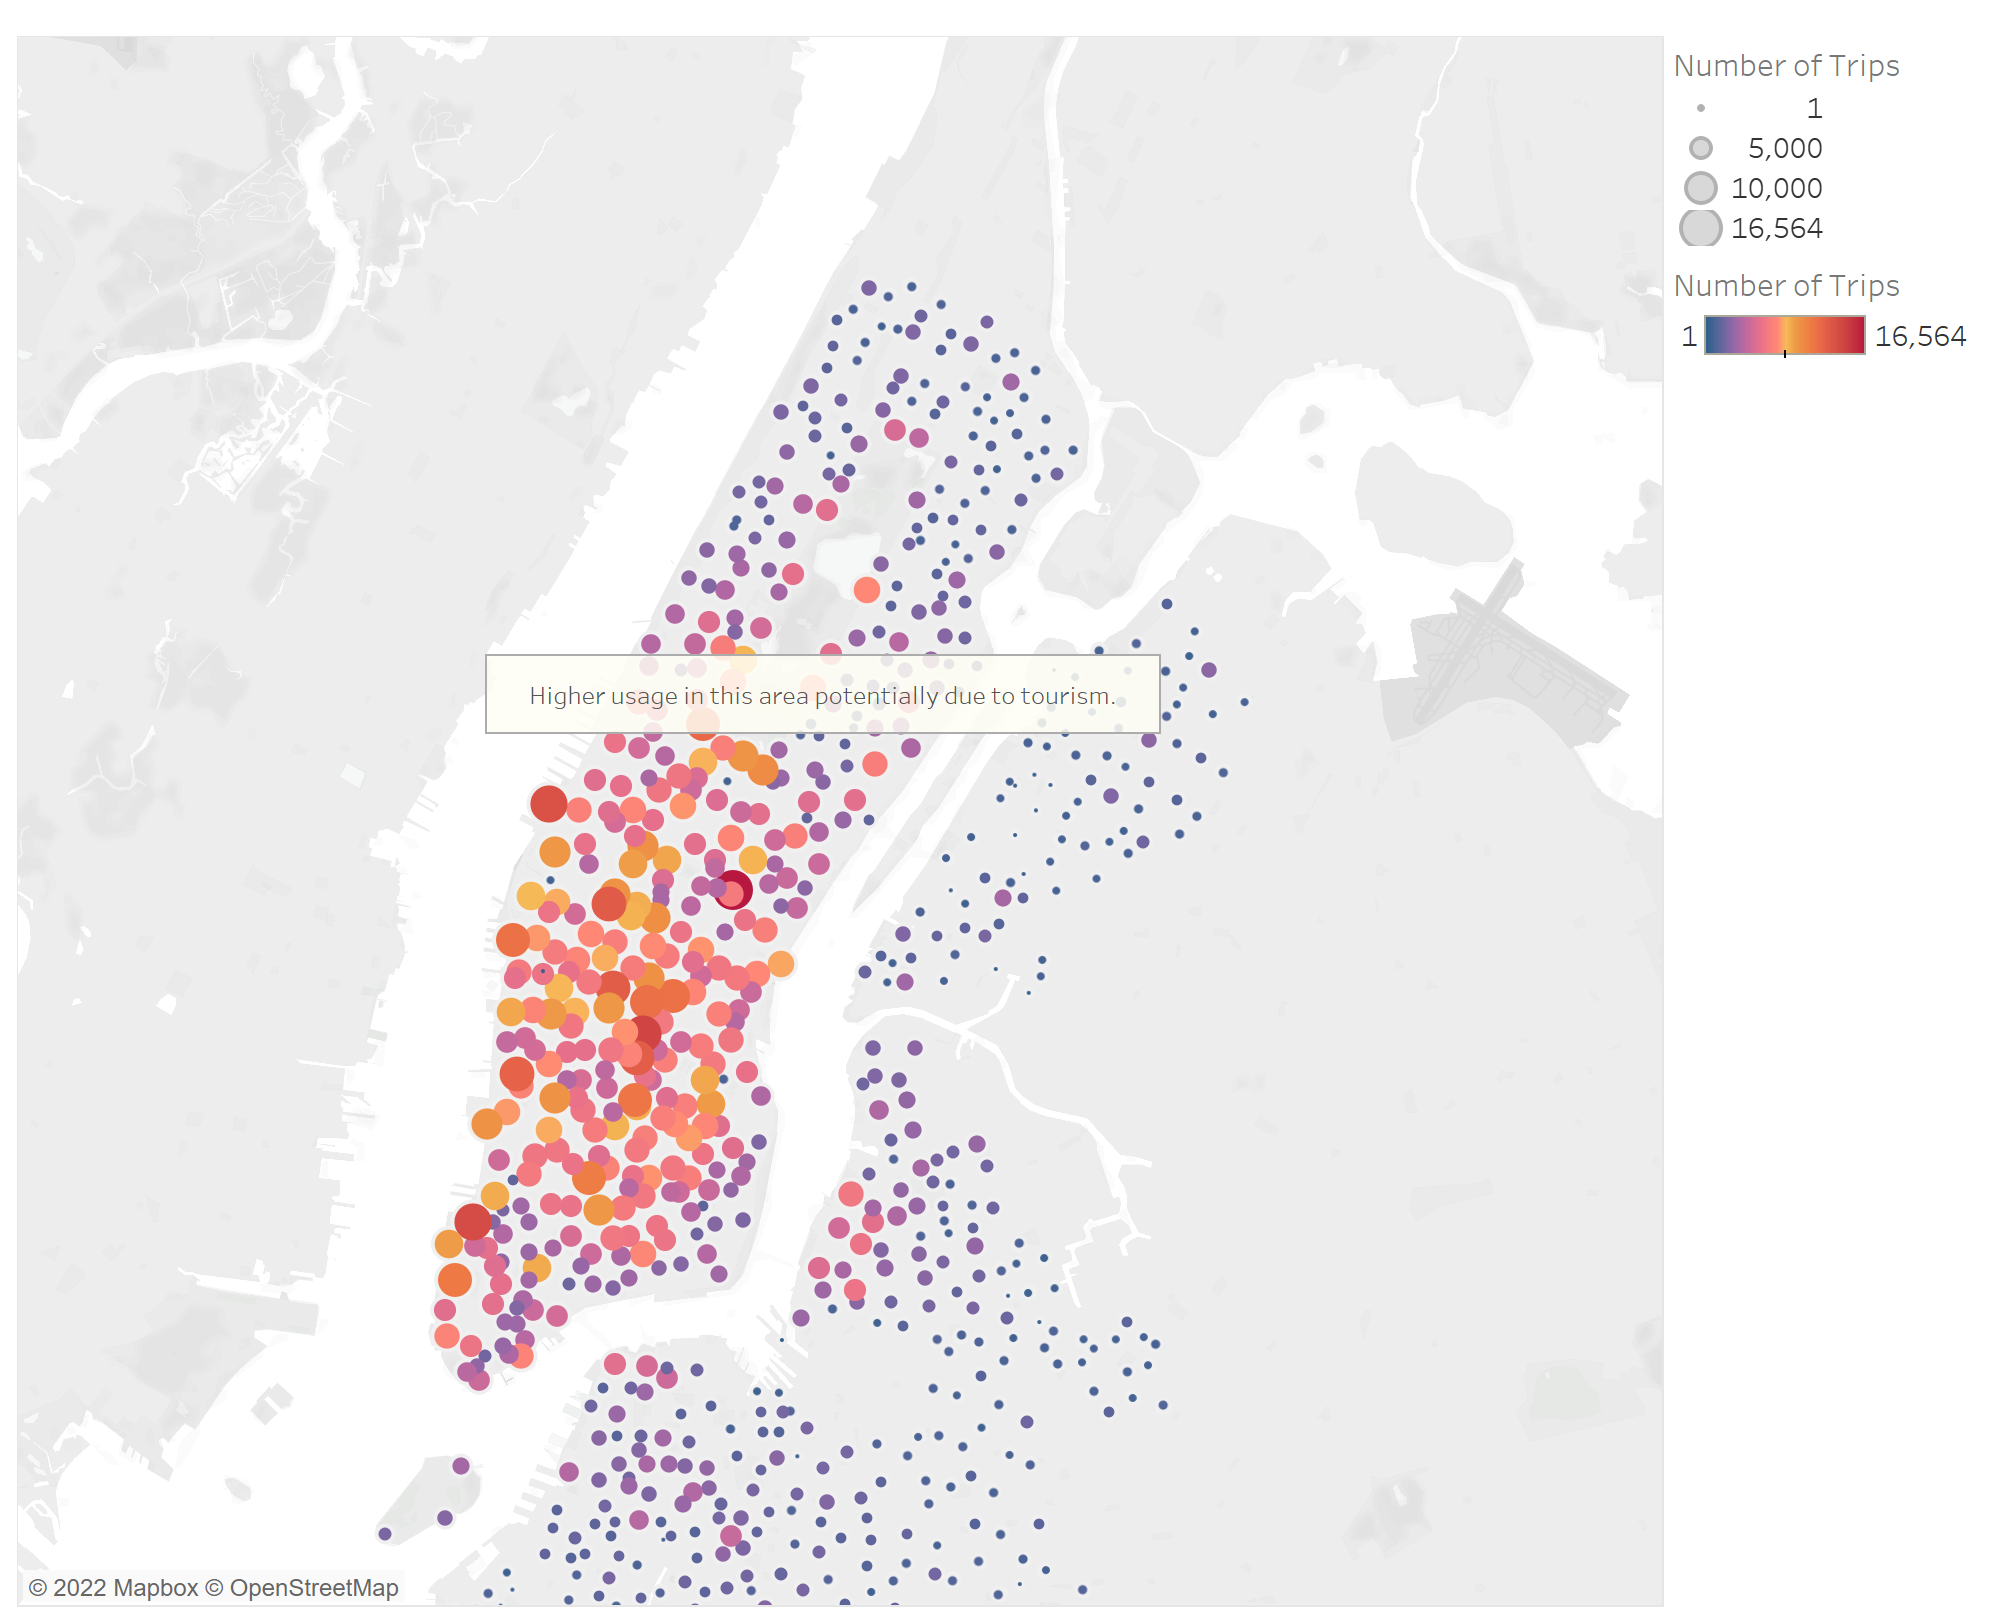 Number of Trips
1
5,000
10,000
16,564
Number of Trips
1 16,564
Higher usage in this area potentially due to tourism.
© 2022 Mapbox © OpenStreetMap